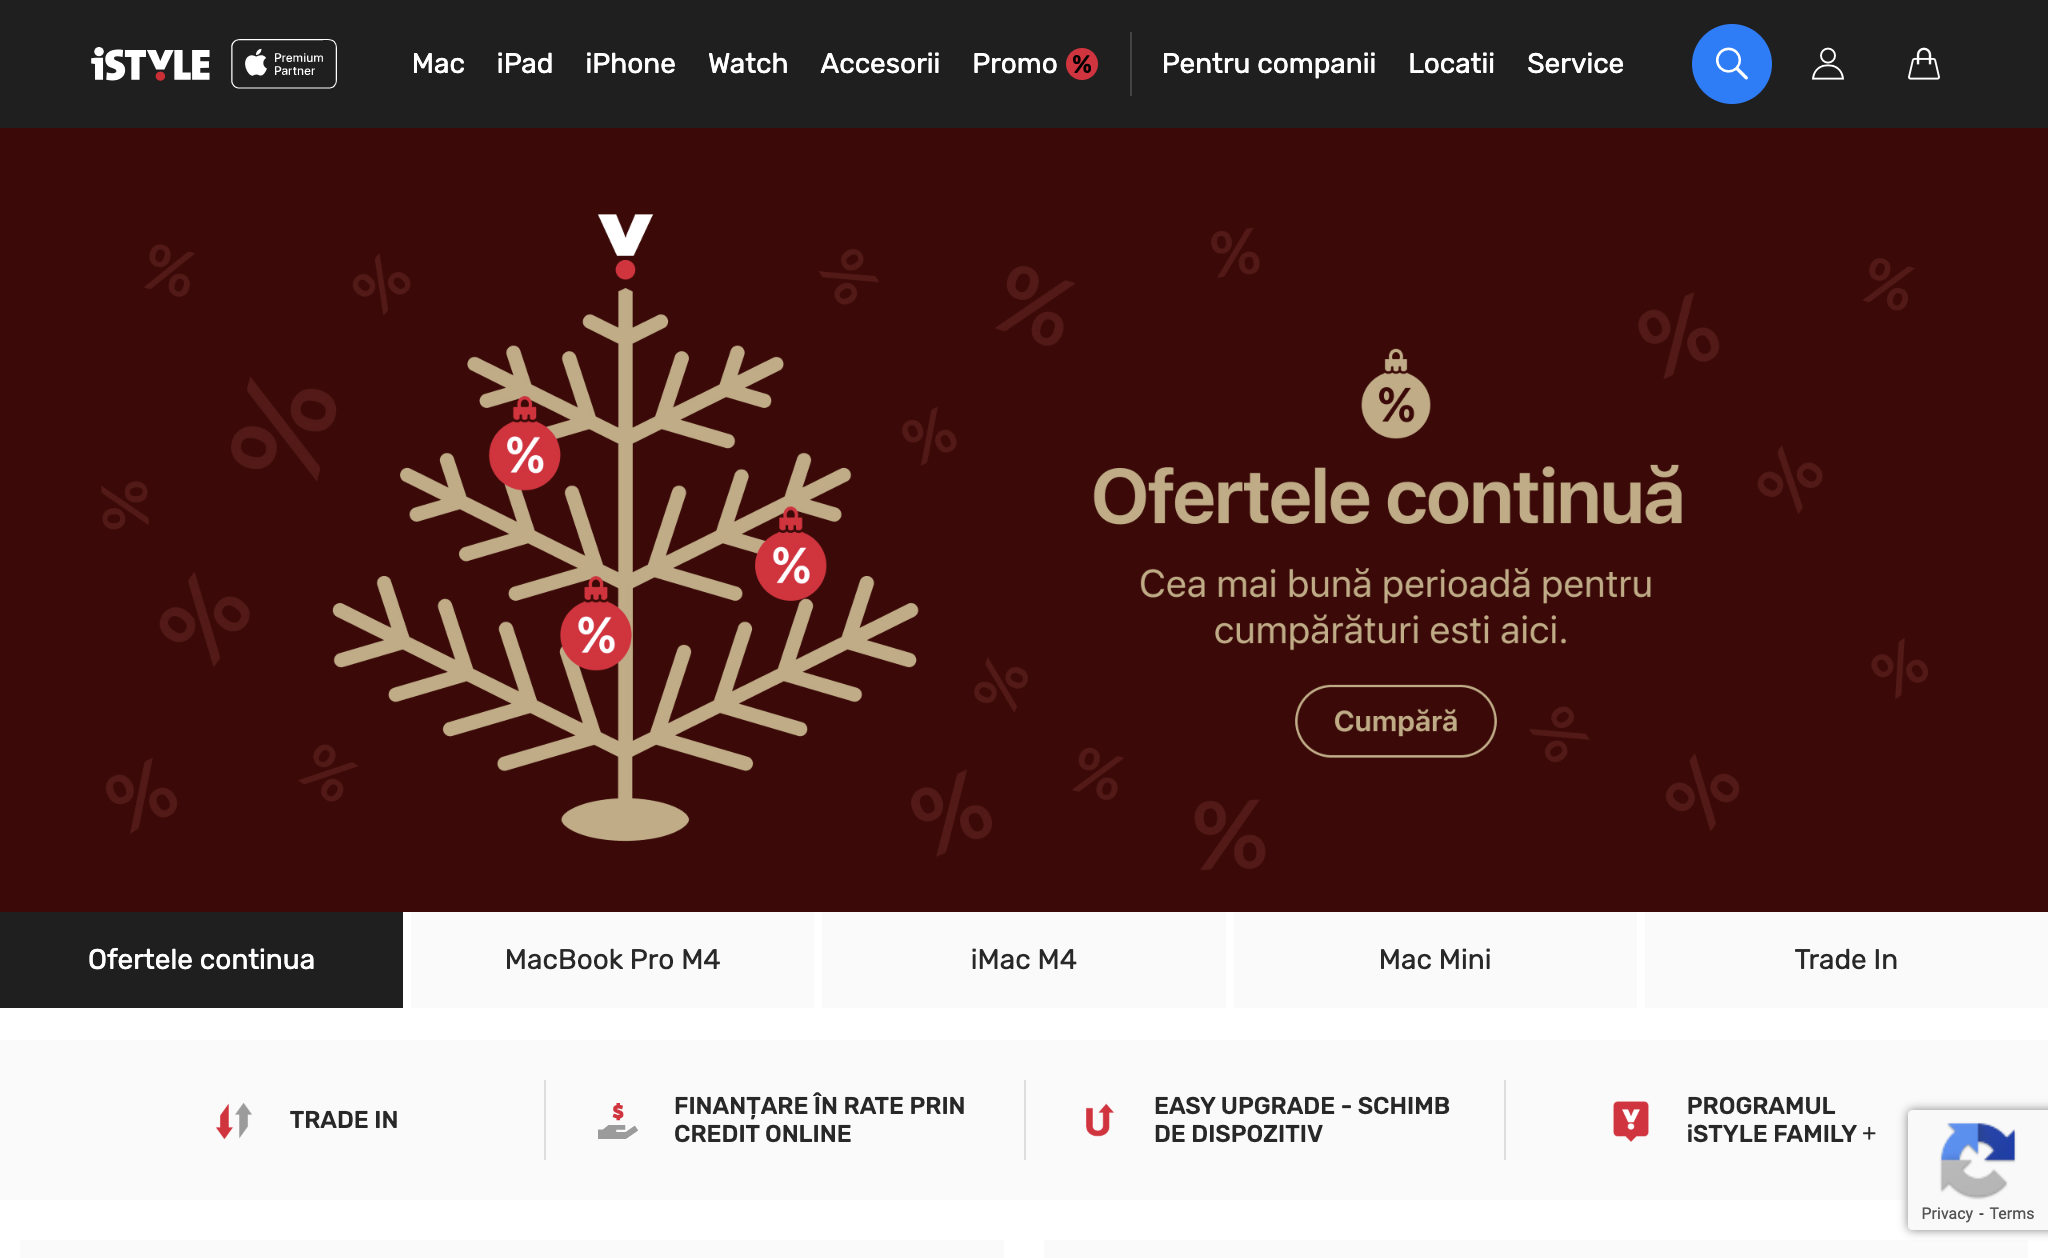 iSTYLE
Premium
Partner
Mac
iPad
iPhone
Watch
Accesorii
Promo %
Pentru companii
Locatii
Service
%
%
%
%
Ofertele continuă
Cea mai bună perioadă pentru
cumpărături esti aici.
Cumpără
Ofertele continua
MacBook Pro M4
iMac M4
Mac Mini
Trade In
TRADE IN
FINANȚARE ÎN RATE PRIN
CREDIT ONLINE
EASY UPGRADE - SCHIMB
DE DISPOZITIV
PROGRAMUL
iSTYLE FAMILY +
Privacy - Terms